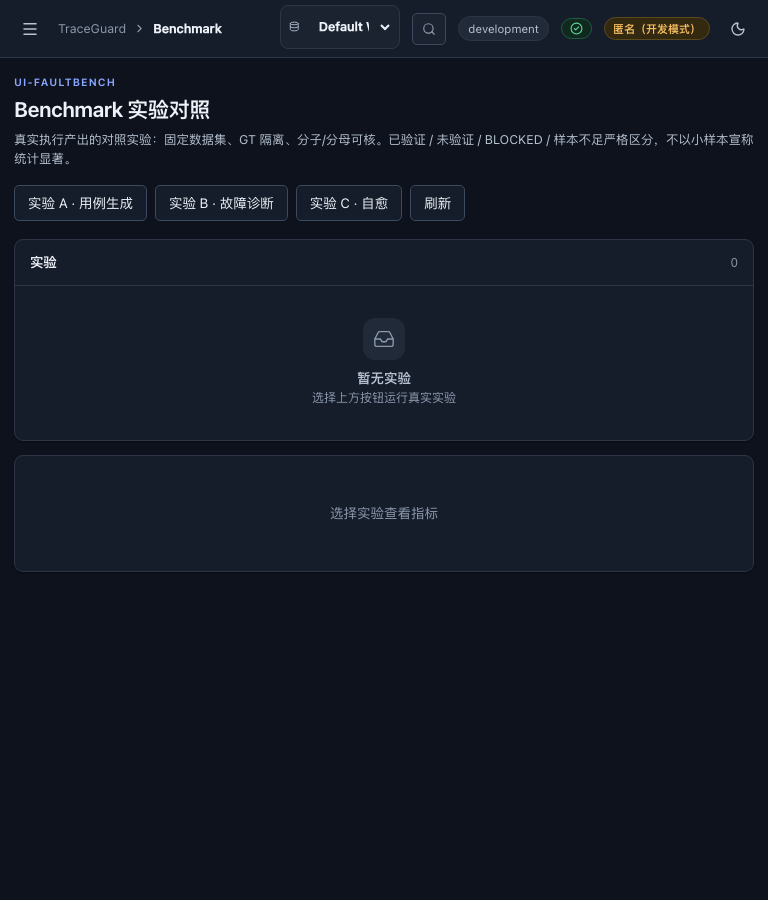 TraceGuard > Benchmark
Default
development
匿名（开发模式）
UI-FAULTBENCH
Benchmark 实验对照
真实执行产出的对照实验：固定数据集、GT 隔离、分子/分母可核。已验证 / 未验证 / BLOCKED / 样本不足严格区分，不以小样本宣称
统计显著。
实验 A · 用例生成
实验 B · 故障诊断
实验 C · 自愈
刷新
实验
0
暂无实验
选择上方按钮运行真实实验
选择实验查看指标